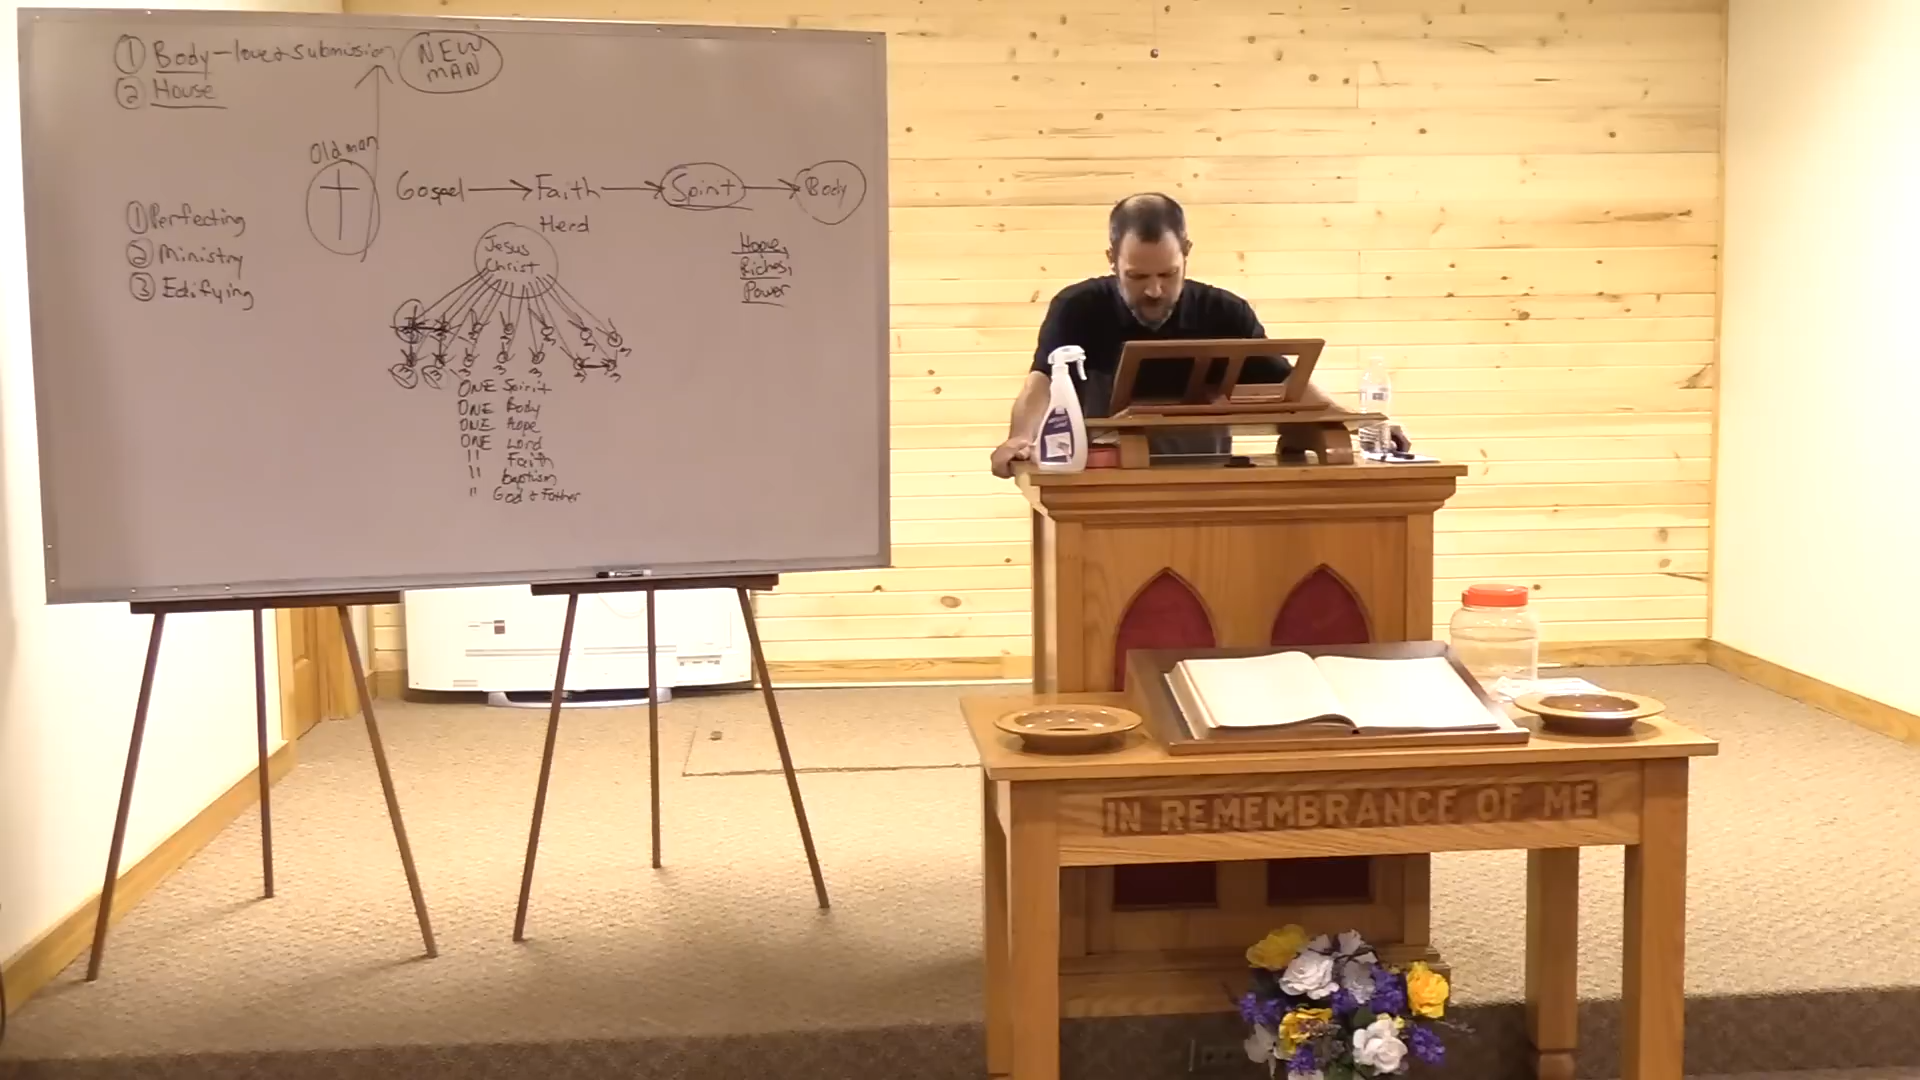 ① Body - love & submission
② House
NEW
MAN
Old man
Gospel → Faith → Spirit → Body
Head
Jesus
Christ
Hope,
Riches,
Power
① Perfecting
② Ministry
③ Edifying
ONE Spirit
ONE Body
ONE Hope
ONE Lord
" Faith
" baptism
" God & Father
IN REMEMBRANCE OF ME